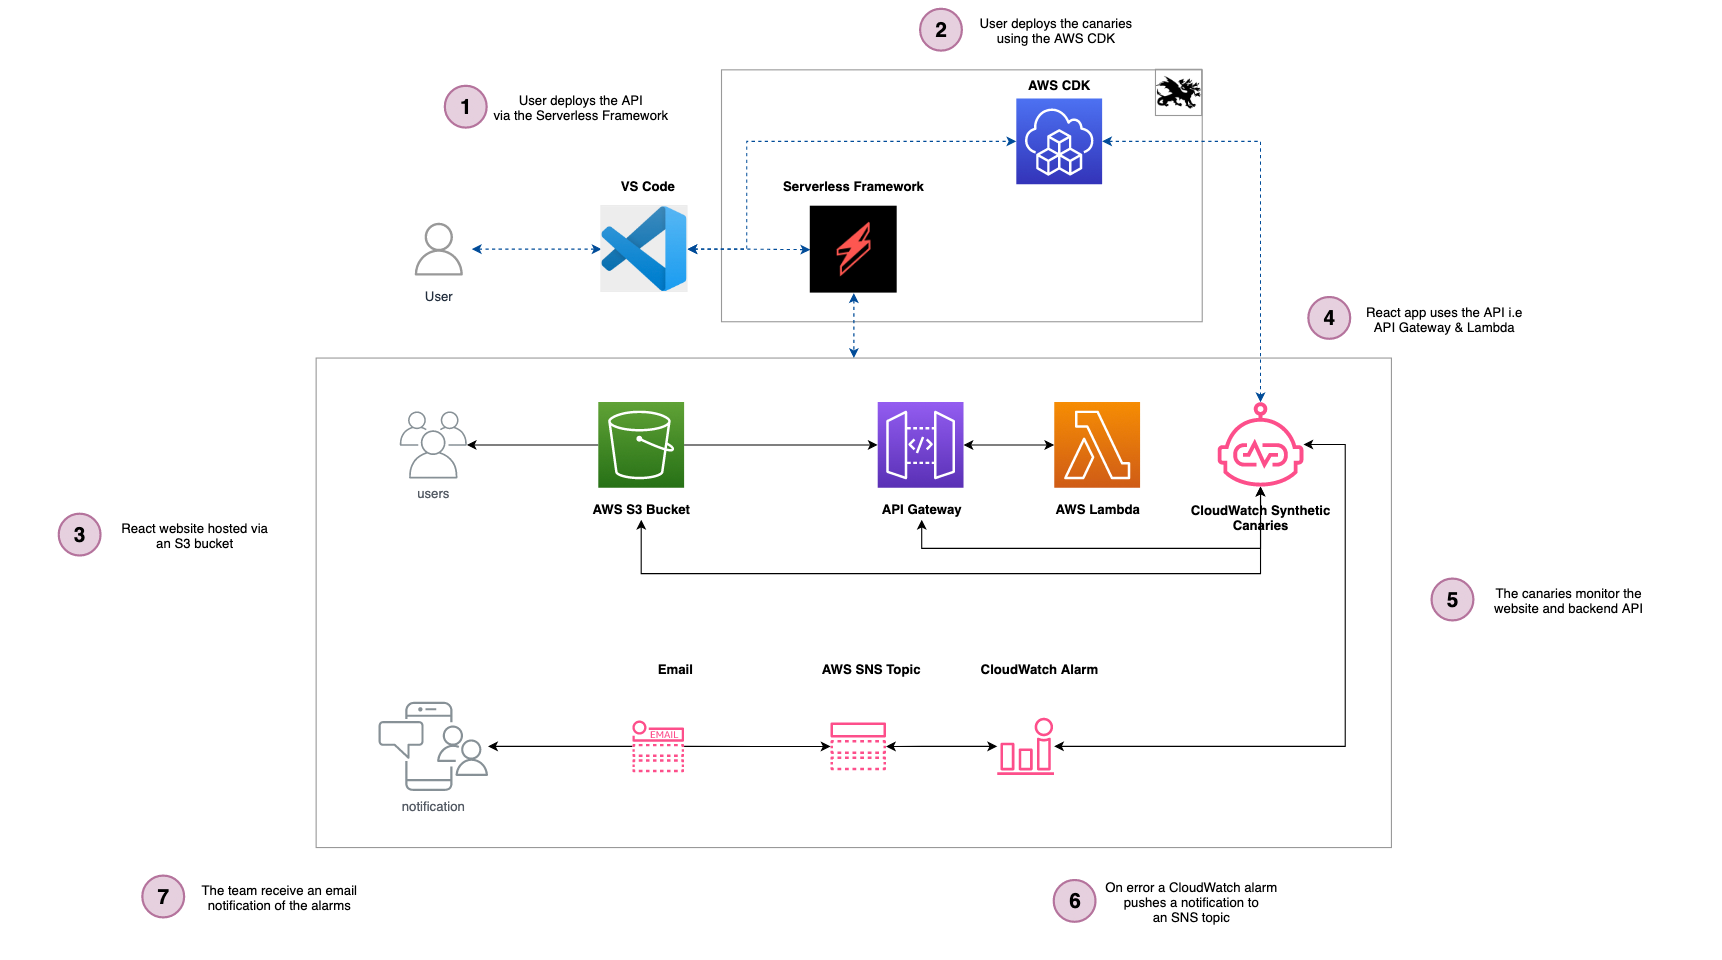 2
User deploys the canaries
using the AWS CDK
1
User deploys the API
via the Serverless Framework
AWS CDK
VS Code
Serverless Framework
User
4
React app uses the API i.e
API Gateway & Lambda
users
AWS S3 Bucket
API Gateway
AWS Lambda
CloudWatch Synthetic
Canaries
3
React website hosted via
an S3 bucket
5
The canaries monitor the
website and backend API
Email
AWS SNS Topic
CloudWatch Alarm
EMAIL
notification
7
The team receive an email
notification of the alarms
6
On error a CloudWatch alarm
pushes a notification to
an SNS topic